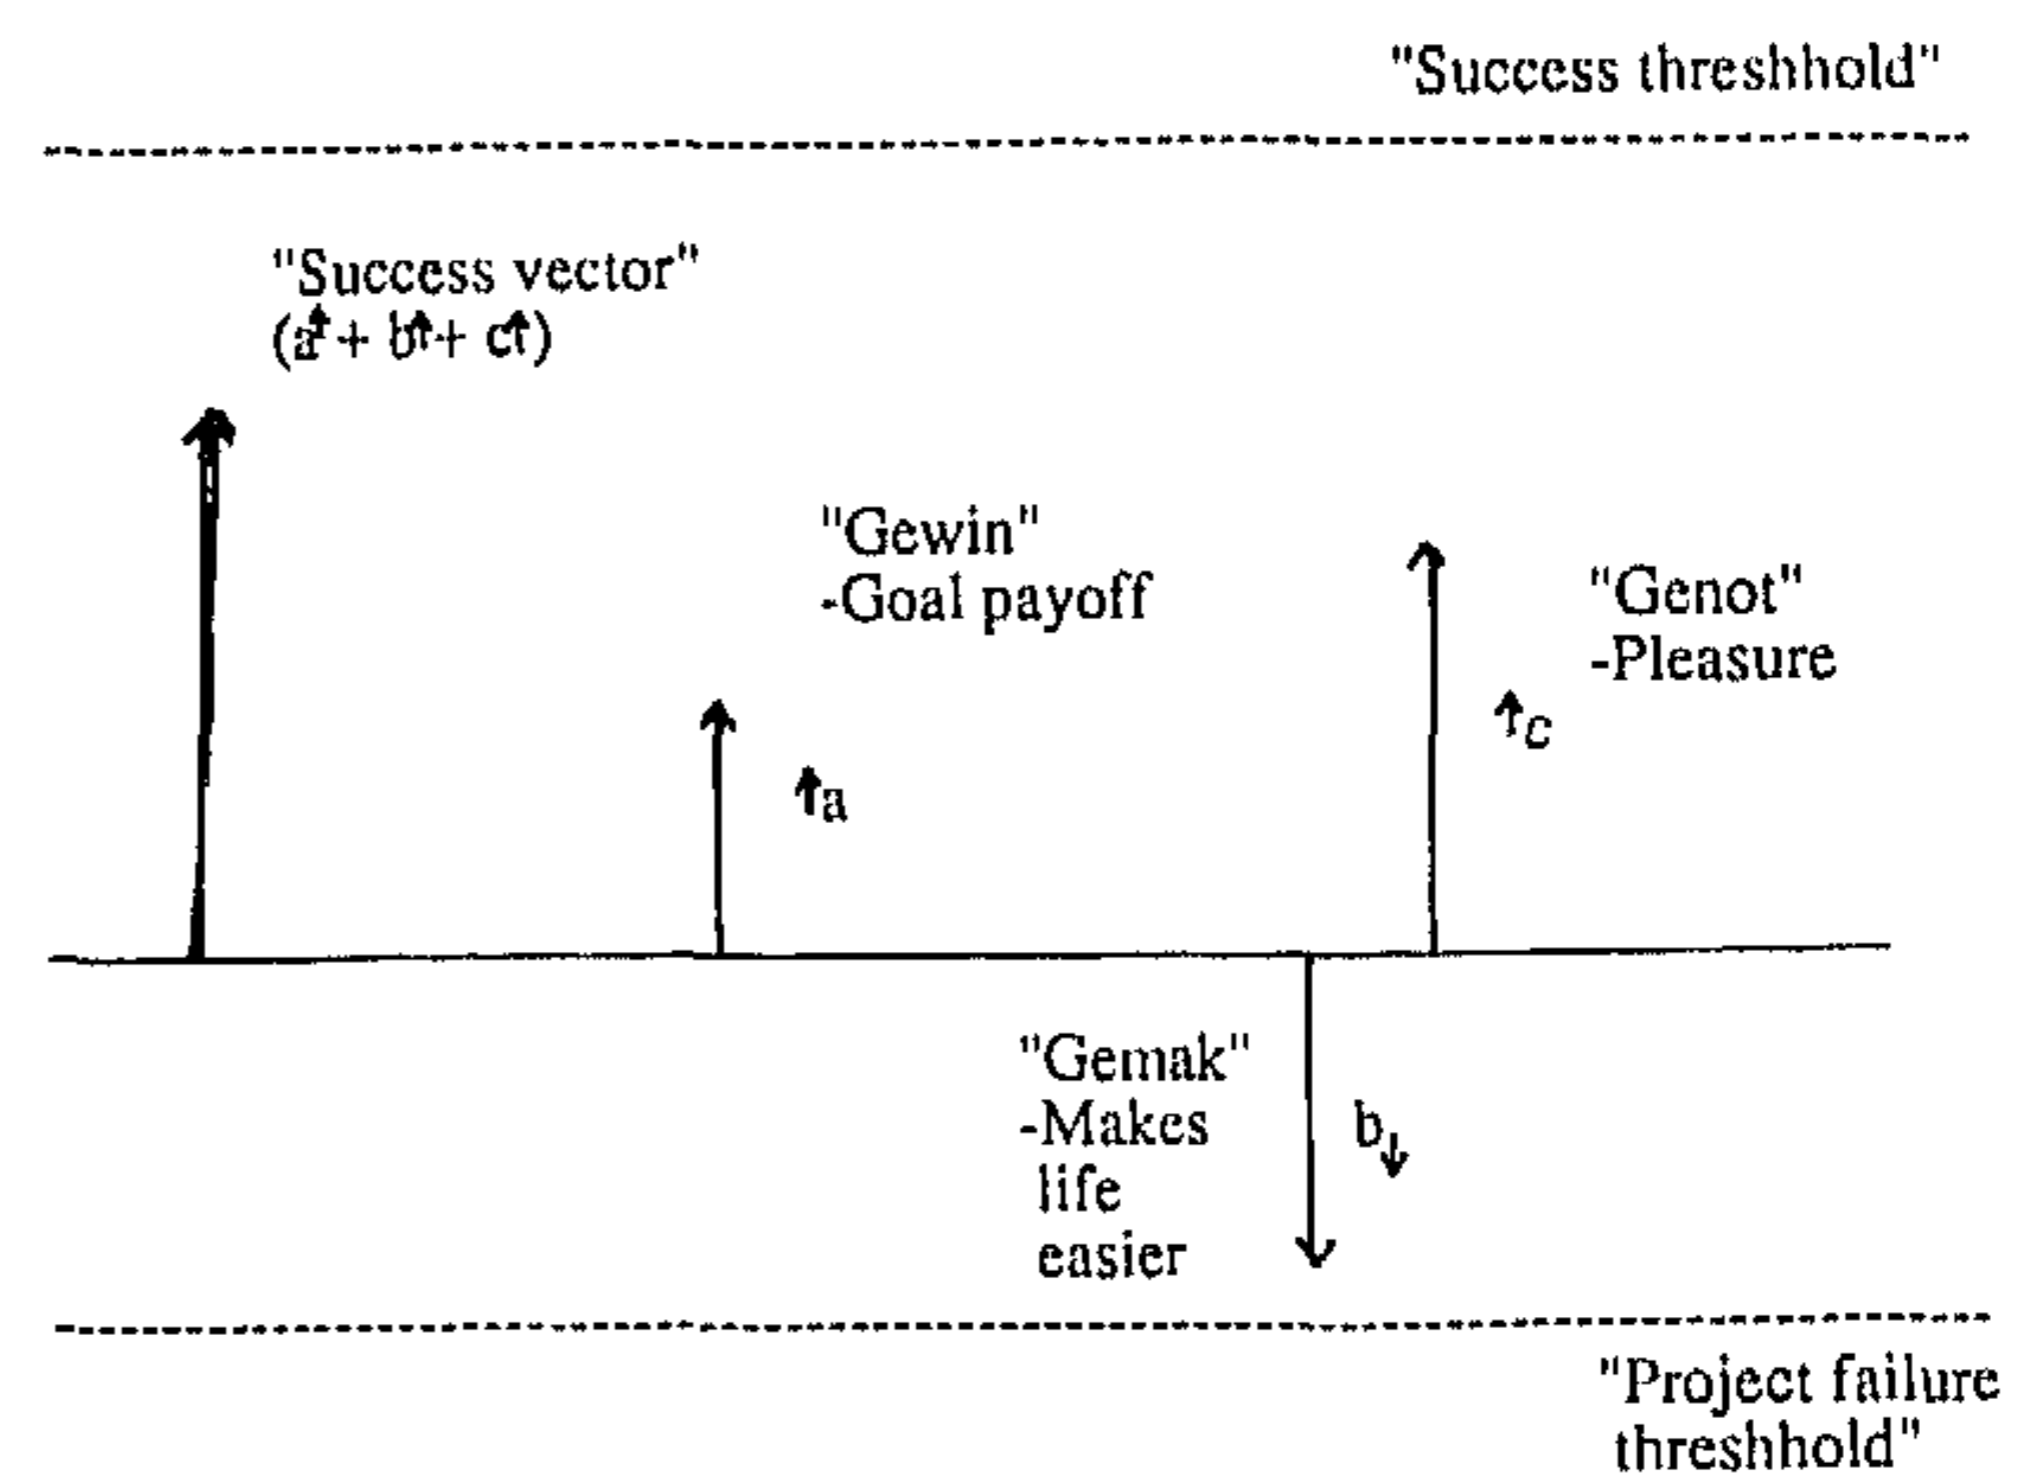 "Success threshhold"
"Success vector"
(a↑ + b↑ + c↑)
"Gewin"
-Goal payoff
↑a
"Genot"
-Pleasure
↑c
"Gemak"
-Makes
life
easier
b↓
"Project failure
threshhold"